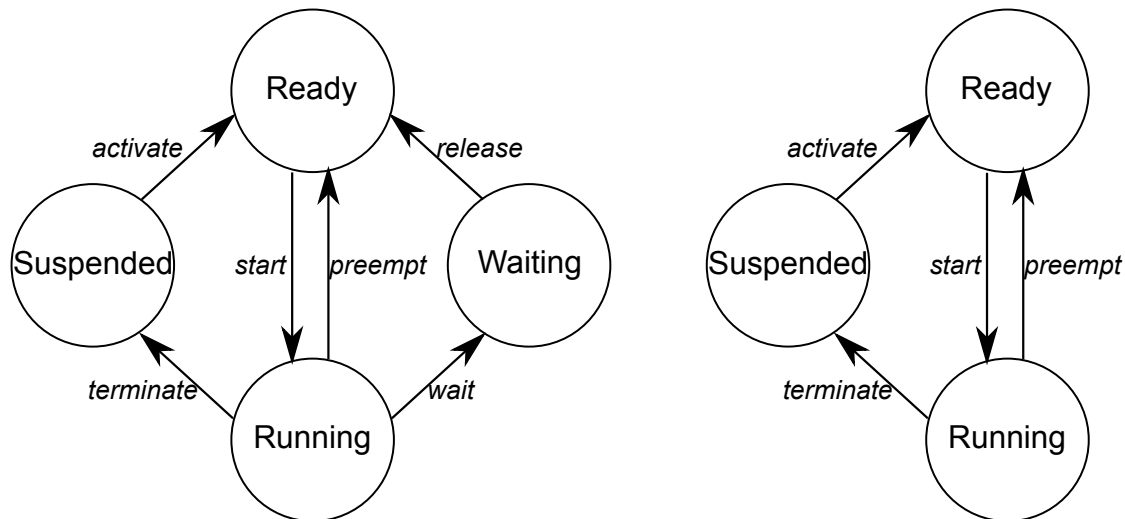 Ready
activate
release
Suspended
start
preempt
Waiting
terminate
wait
Running
Ready
activate
Suspended
start
preempt
terminate
Running